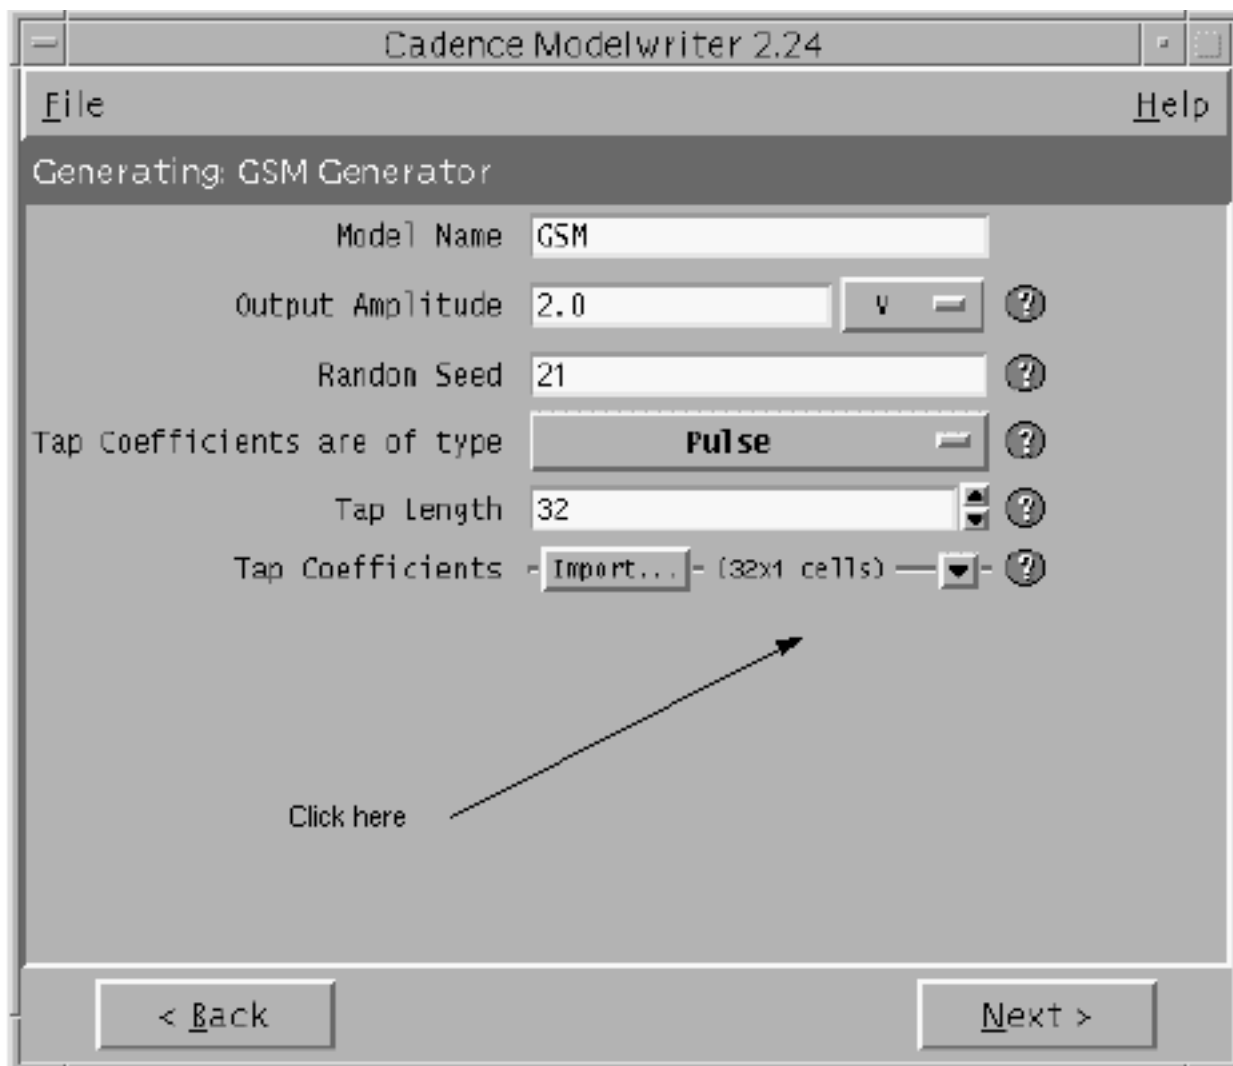 Cadence Modelwriter 2.24
File Help
Generating: GSM Generator
Model Name GSM
Output Amplitude 2.0 V ?
Random Seed 21 ?
Tap Coefficients are of type Pulse ?
Tap Length 32 ?
Tap Coefficients Import... (32x1 cells) ?
Click here
< Back Next >